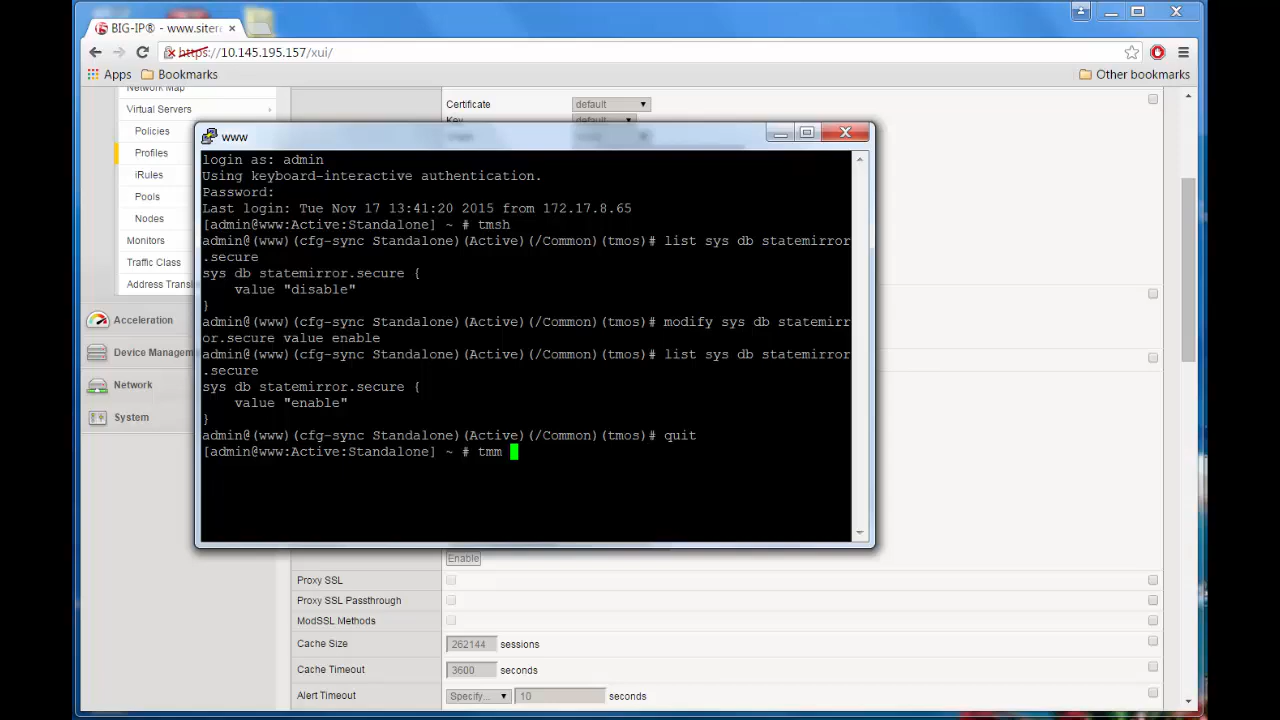 BIG-IP® - www.sitere
https://10.145.195.157/xui/
Apps Bookmarks Other bookmarks
Network Map
Virtual Servers
Policies
Profiles
iRules
Pools
Nodes
Monitors
Traffic Class
Address Transl
Acceleration
Device Managem
Network
System
Certificate default
Key default
www
login as: admin
Using keyboard-interactive authentication.
Password:
Last login: Tue Nov 17 13:41:20 2015 from 172.17.8.65
[admin@www:Active:Standalone] ~ # tmsh
admin@(www)(cfg-sync Standalone)(Active)(/Common)(tmos)# list sys db statemirror
.secure
sys db statemirror.secure {
value "disable"
}
admin@(www)(cfg-sync Standalone)(Active)(/Common)(tmos)# modify sys db statemirr
or.secure value enable
admin@(www)(cfg-sync Standalone)(Active)(/Common)(tmos)# list sys db statemirror
.secure
sys db statemirror.secure {
value "enable"
}
admin@(www)(cfg-sync Standalone)(Active)(/Common)(tmos)# quit
[admin@www:Active:Standalone] ~ # tmm
Enable
Proxy SSL
Proxy SSL Passthrough
ModSSL Methods
Cache Size 262144 sessions
Cache Timeout 3600 seconds
Alert Timeout Specify... 10 seconds